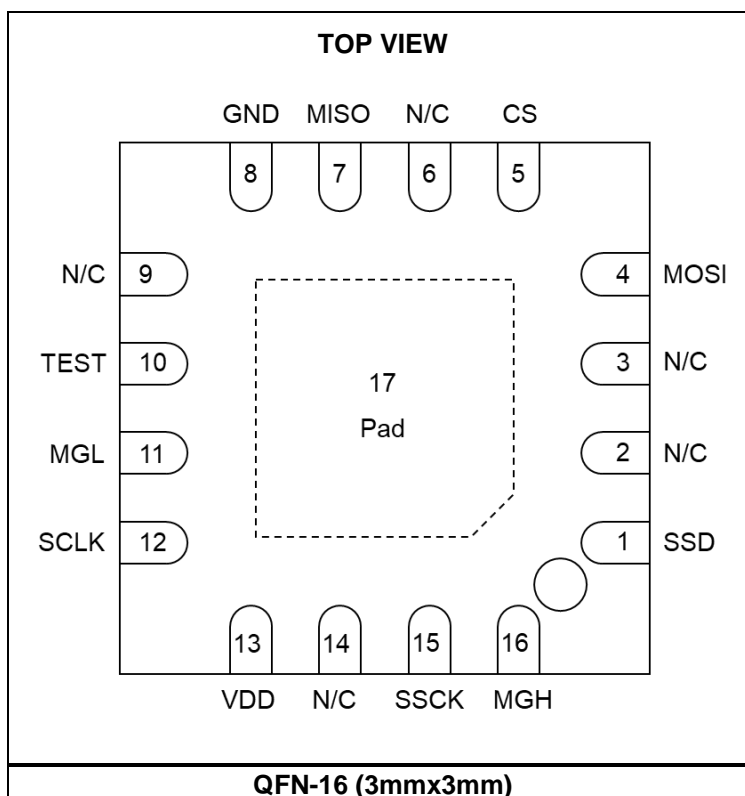 TOP VIEW
GND MISO N/C CS
8 7 6 5
N/C 9 4 MOSI
TEST 10 3 N/C
17
Pad
MGL 11 2 N/C
SCLK 12 1 SSD
13 14 15 16
VDD N/C SSCK MGH
QFN-16 (3mmx3mm)